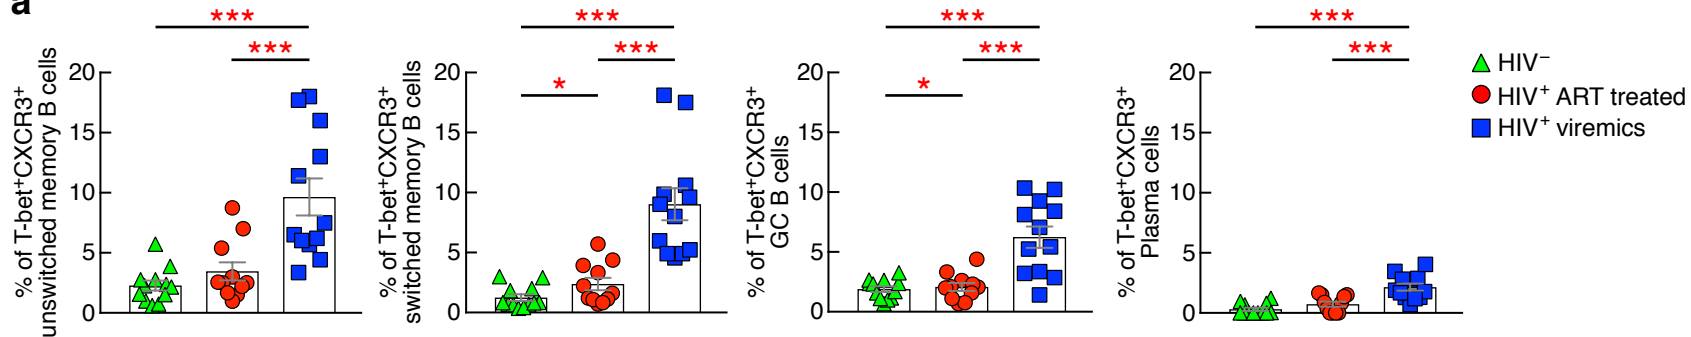 a
***
***
% of T-bet⁺CXCR3⁺
unswitched memory B cells
20
15
10
5
0
***
***
*
% of T-bet⁺CXCR3⁺
switched memory B cells
20
15
10
5
0
***
***
*
% of T-bet⁺CXCR3⁺
GC B cells
20
15
10
5
0
***
***
% of T-bet⁺CXCR3⁺
Plasma cells
20
15
10
5
0
HIV⁻
HIV⁺ ART treated
HIV⁺ viremics